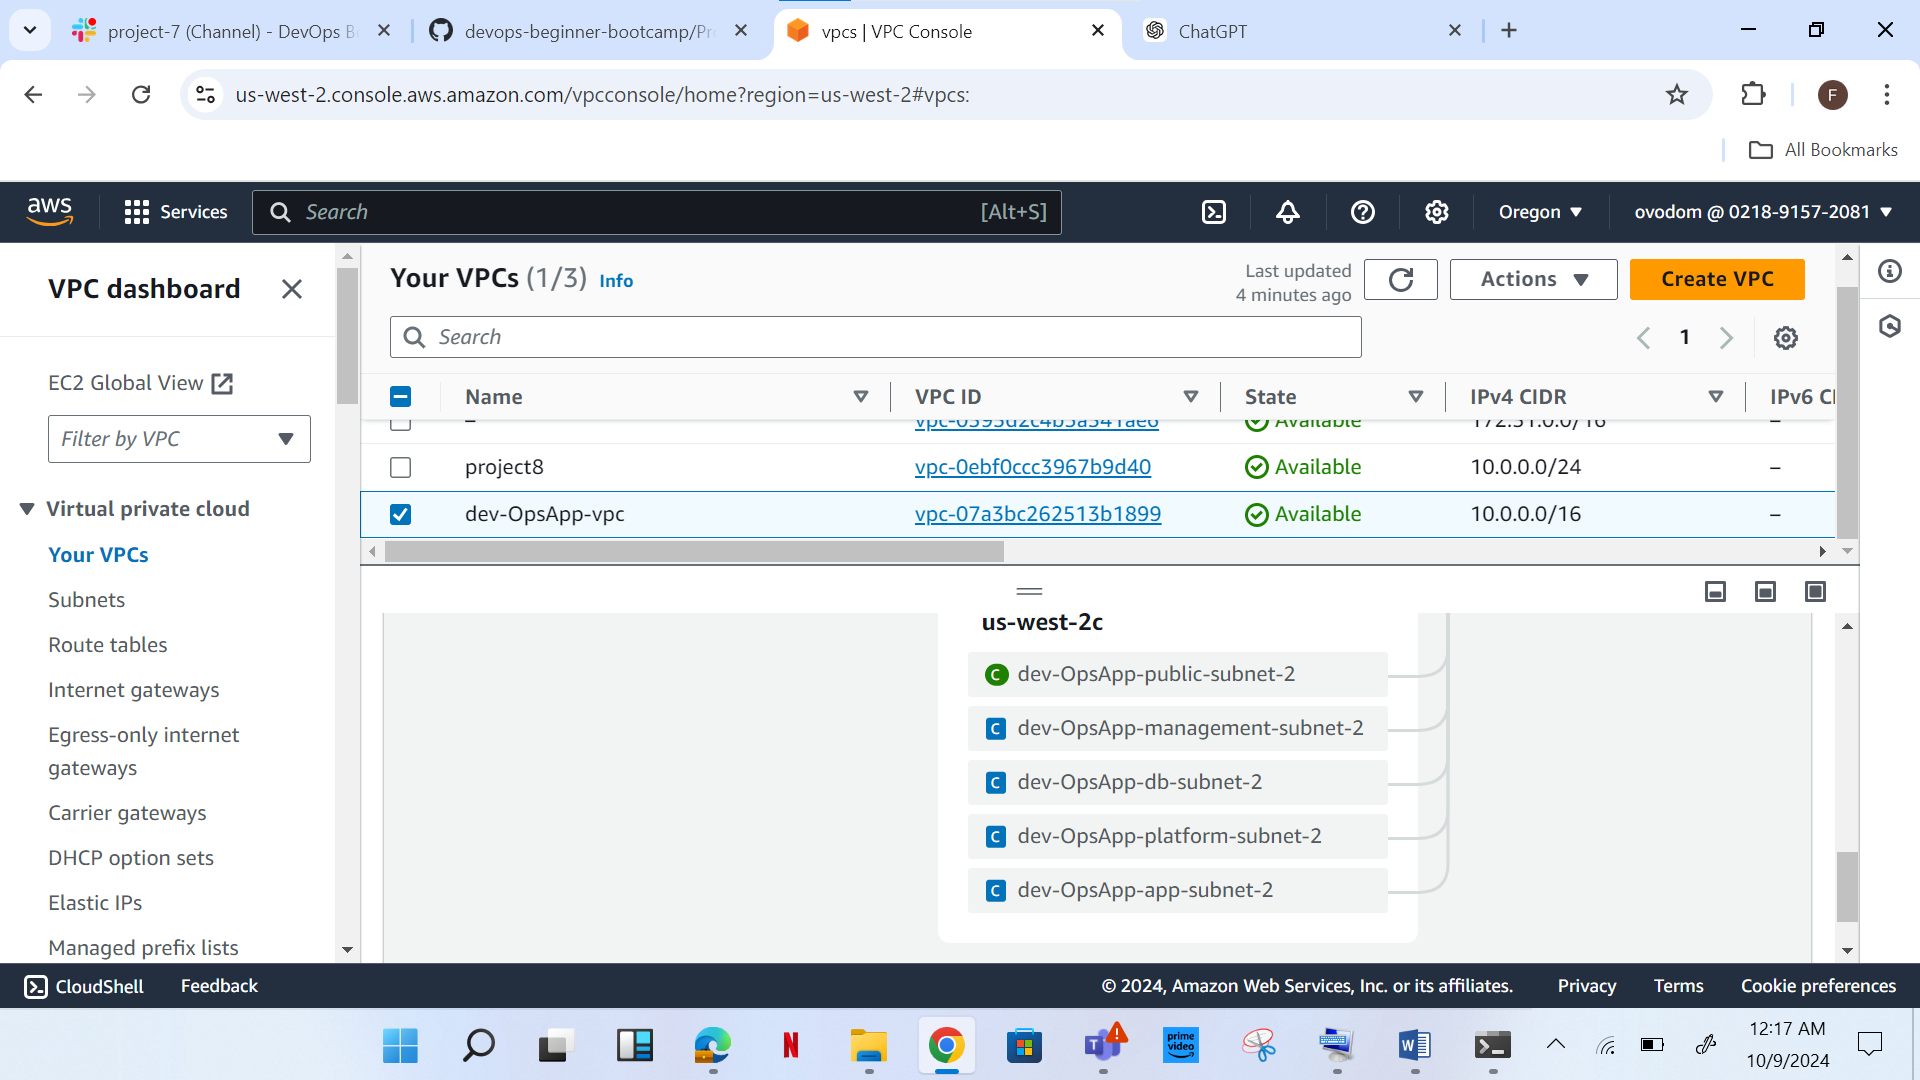 project-7 (Channel) - DevOps B
devops-beginner-bootcamp/Pr
vpcs | VPC Console
ChatGPT
us-west-2.console.aws.amazon.com/vpcconsole/home?region=us-west-2#vpcs:
F
All Bookmarks
aws
Services
Search
[Alt+S]
Oregon
ovodom @ 0218-9157-2081
VPC dashboard
EC2 Global View
Filter by VPC
Virtual private cloud
Your VPCs
Subnets
Route tables
Internet gateways
Egress-only internet
gateways
Carrier gateways
DHCP option sets
Elastic IPs
Managed prefix lists
Your VPCs (1/3) Info
Last updated
4 minutes ago
Actions
Create VPC
Search
1
Name VPC ID State IPv4 CIDR IPv6 CI
– Available 172.31.0.0/16 –
project8 vpc-0ebf0ccc3967b9d40 Available 10.0.0.0/24 –
dev-OpsApp-vpc vpc-07a3bc262513b1899 Available 10.0.0.0/16 –
us-west-2c
C dev-OpsApp-public-subnet-2
C dev-OpsApp-management-subnet-2
C dev-OpsApp-db-subnet-2
C dev-OpsApp-platform-subnet-2
C dev-OpsApp-app-subnet-2
CloudShell
Feedback
© 2024, Amazon Web Services, Inc. or its affiliates.
Privacy
Terms
Cookie preferences
N
T
prime
video
W
12:17 AM
10/9/2024